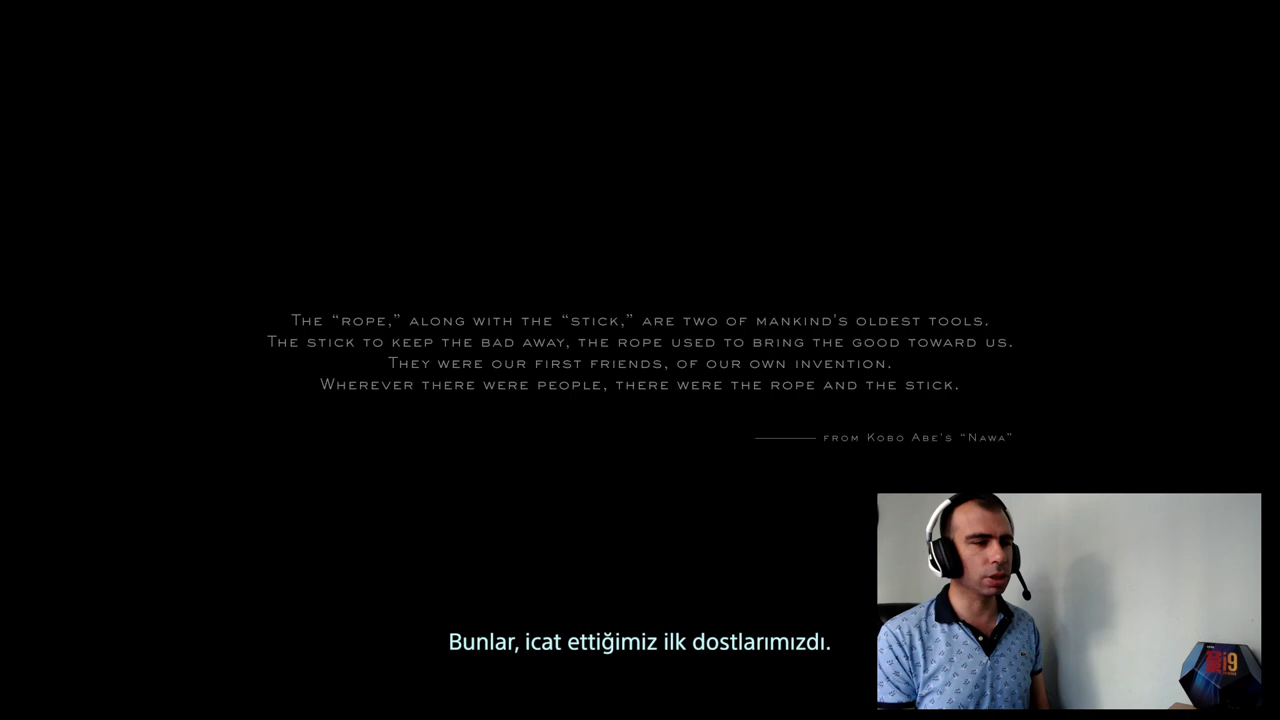 THE “ROPE,” ALONG WITH THE “STICK,” ARE TWO OF MANKIND'S OLDEST TOOLS.
THE STICK TO KEEP THE BAD AWAY, THE ROPE USED TO BRING THE GOOD TOWARD US.
THEY WERE OUR FIRST FRIENDS, OF OUR OWN INVENTION.
WHEREVER THERE WERE PEOPLE, THERE WERE THE ROPE AND THE STICK.
FROM KOBO ABE'S “NAWA”
i9
Bunlar, icat ettiğimiz ilk dostlarımızdı.